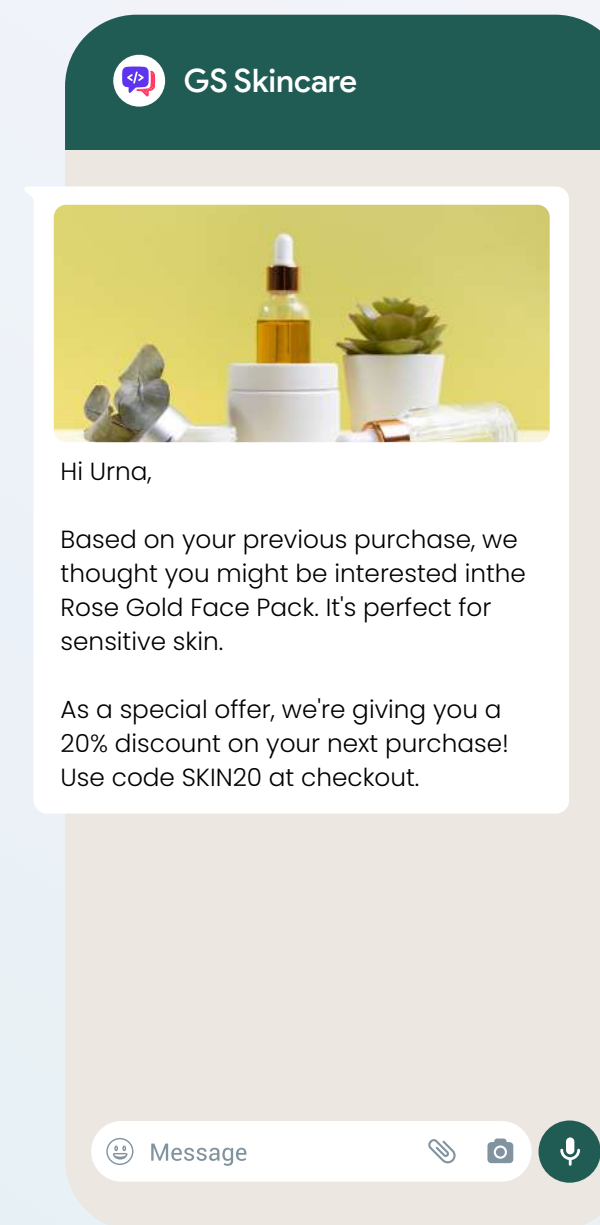 </> GS Skincare
Hi Urna,
Based on your previous purchase, we
thought you might be interested inthe
Rose Gold Face Pack. It's perfect for
sensitive skin.
As a special offer, we're giving you a
20% discount on your next purchase!
Use code SKIN20 at checkout.
Message